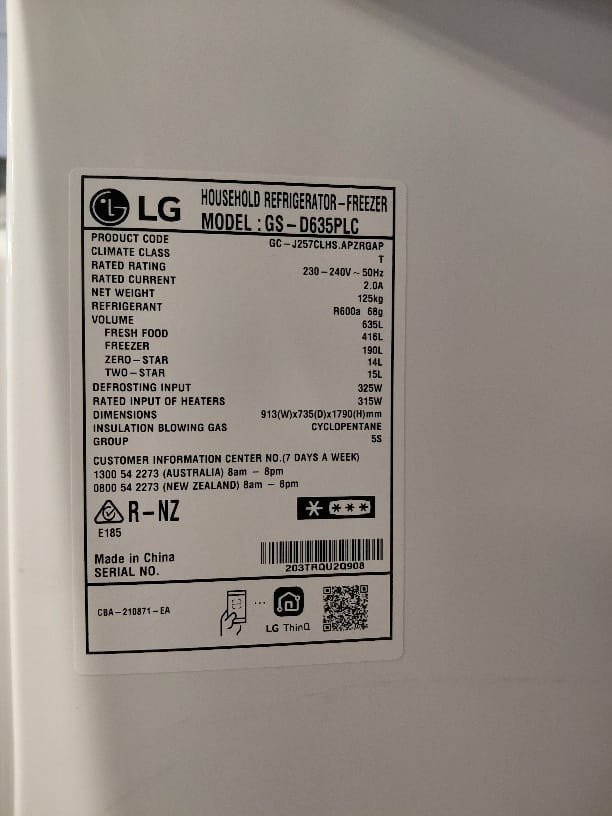 LG
HOUSEHOLD REFRIGERATOR-FREEZER
MODEL : GS-D635PLC
PRODUCT CODE GC-J257CLHS.APZRGAP
CLIMATE CLASS T
RATED RATING 230-240V ~ 50Hz
RATED CURRENT 2.0A
NET WEIGHT 125kg
REFRIGERANT R600a 68g
VOLUME 635L
FRESH FOOD 416L
FREEZER 190L
ZERO-STAR 14L
TWO-STAR 15L
DEFROSTING INPUT 325W
RATED INPUT OF HEATERS 315W
DIMENSIONS 913(W)x735(D)x1790(H)mm
INSULATION BLOWING GAS CYCLOPENTANE
GROUP 5S
CUSTOMER INFORMATION CENTER NO.(7 DAYS A WEEK)
1300 54 2273 (AUSTRALIA) 8am - 8pm
0800 54 2273 (NEW ZEALAND) 8am - 8pm
R-NZ
E185
Made in China
SERIAL NO. 203TRQU2Q908
CBA-210871-EA
LG ThinQ